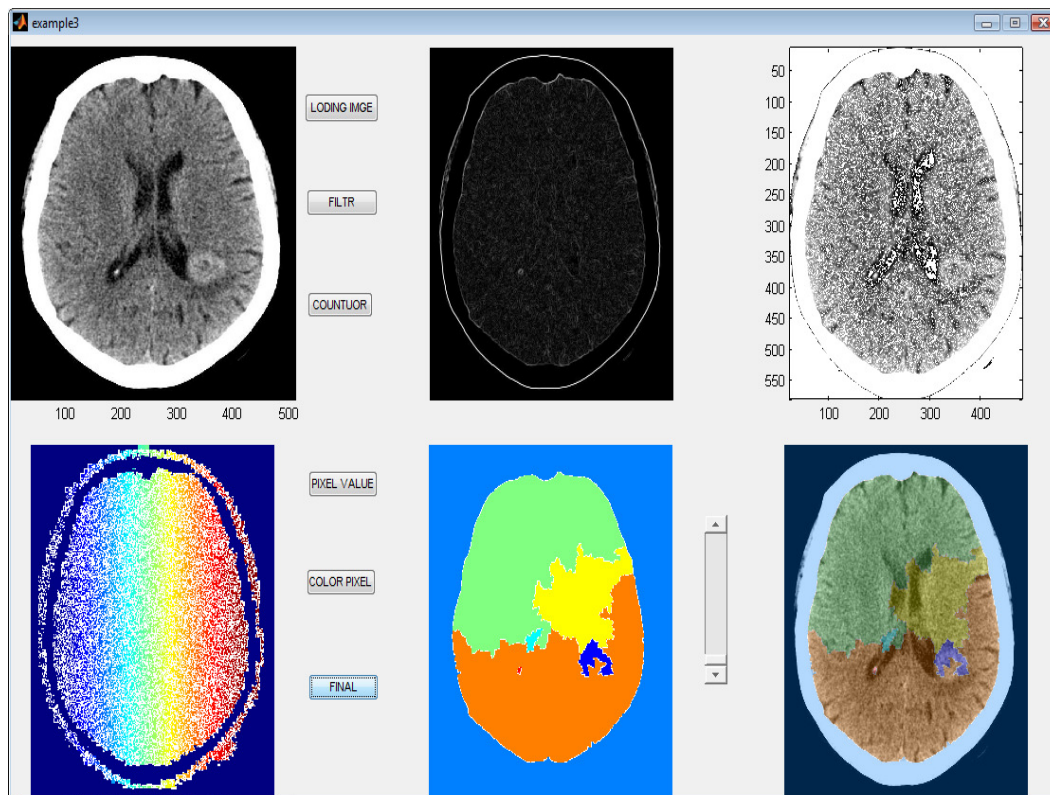 example3
LODING IMGE
FILTR
COUNTUOR
100 200 300 400 500
50
100
150
200
250
300
350
400
450
500
550
100 200 300 400
PIXEL VALUE
COLOR PIXEL
FINAL